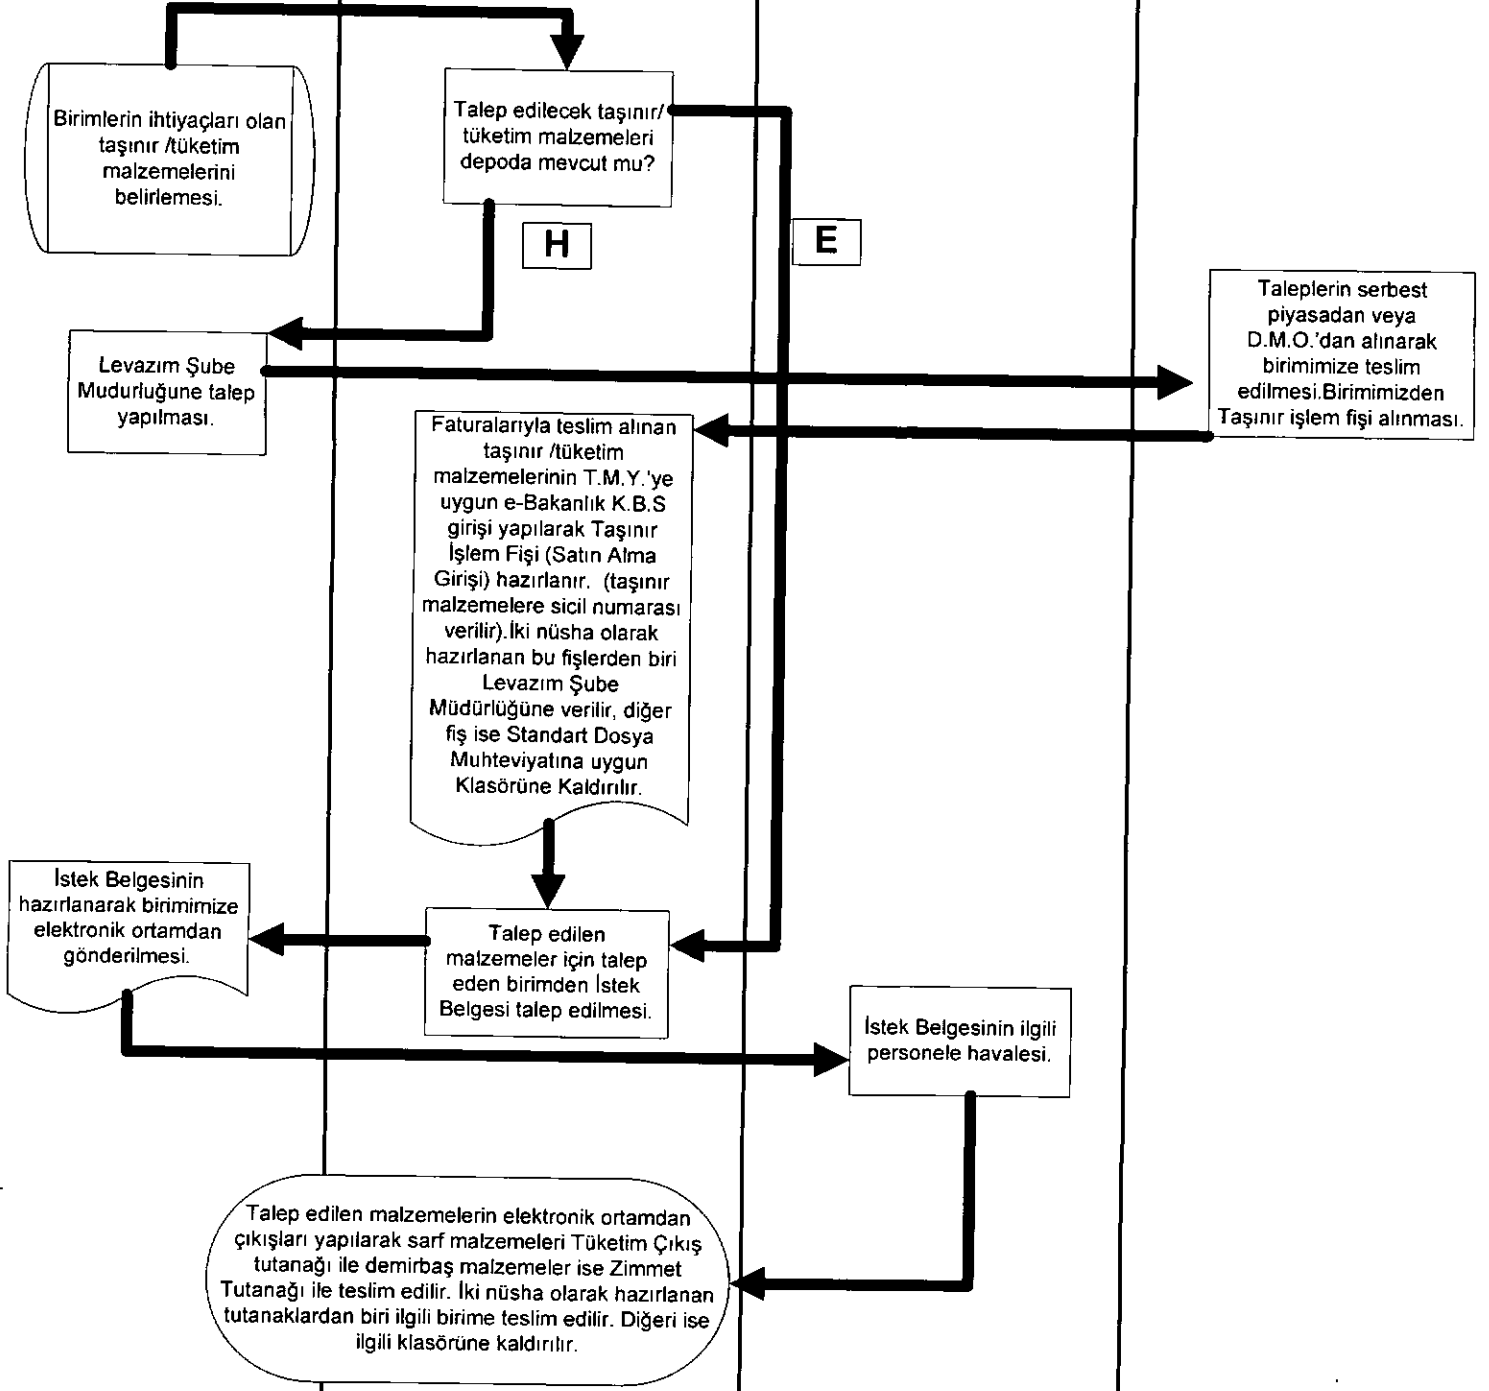 Birimlerin ihtiyaçları olan
taşınır /tüketim
malzemelerini
belirlemesi.
Talep edilecek taşınır/
tüketim malzemeleri
depoda mevcut mu?
H
E
Levazım Şube
Mudurluğune talep
yapılması.
Taleplerin serbest
piyasadan veya
D.M.O.'dan alınarak
birimimize teslim
edilmesi.Birimimizden
Taşınır işlem fişi alınması.
Faturalarıyla teslim alınan
taşınır /tüketim
malzemelerinin T.M.Y.'ye
uygun e-Bakanlık K.B.S
girişi yapılarak Taşınır
İşlem Fişi (Satın Alma
Girişi) hazırlanır. (taşınır
malzemelere sicil numarası
verilir).İki nüsha olarak
hazırlanan bu fişlerden biri
Levazım Şube
Müdürlüğüne verilir, diğer
fiş ise Standart Dosya
Muhteviyatına uygun
Klasörüne Kaldırılır.
İstek Belgesinin
hazırlanarak birimimize
elektronik ortamdan
gönderilmesi.
Talep edilen
malzemeler için talep
eden birimden İstek
Belgesi talep edilmesi.
İstek Belgesinin ilgili
personele havalesi.
Talep edilen malzemelerin elektronik ortamdan
çıkışları yapılarak sarf malzemeleri Tüketim Çıkış
tutanağı ile demirbaş malzemeler ise Zimmet
Tutanağı ile teslim edilir. İki nüsha olarak hazırlanan
tutanaklardan biri ilgili birime teslim edilir. Diğeri ise
ilgili klasörüne kaldırılır.